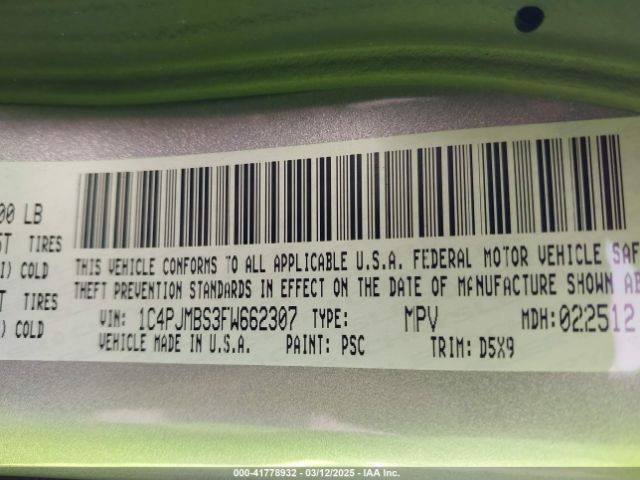 00 LB
ST TIRES
I) COLD
T TIRES
I) COLD
THIS VEHICLE CONFORMS TO ALL APPLICABLE U.S.A. FEDERAL MOTOR VEHICLE SAF
THEFT PREVENTION STANDARDS IN EFFECT ON THE DATE OF MANUFACTURE SHOWN AB
VIN: 1C4PJMBS3FW662307 TYPE: MPV MDH: 022512
VEHICLE MADE IN U.S.A. PAINT: PSC TRIM: D5X9
000-41778932 - 03/12/2025 - IAA Inc.